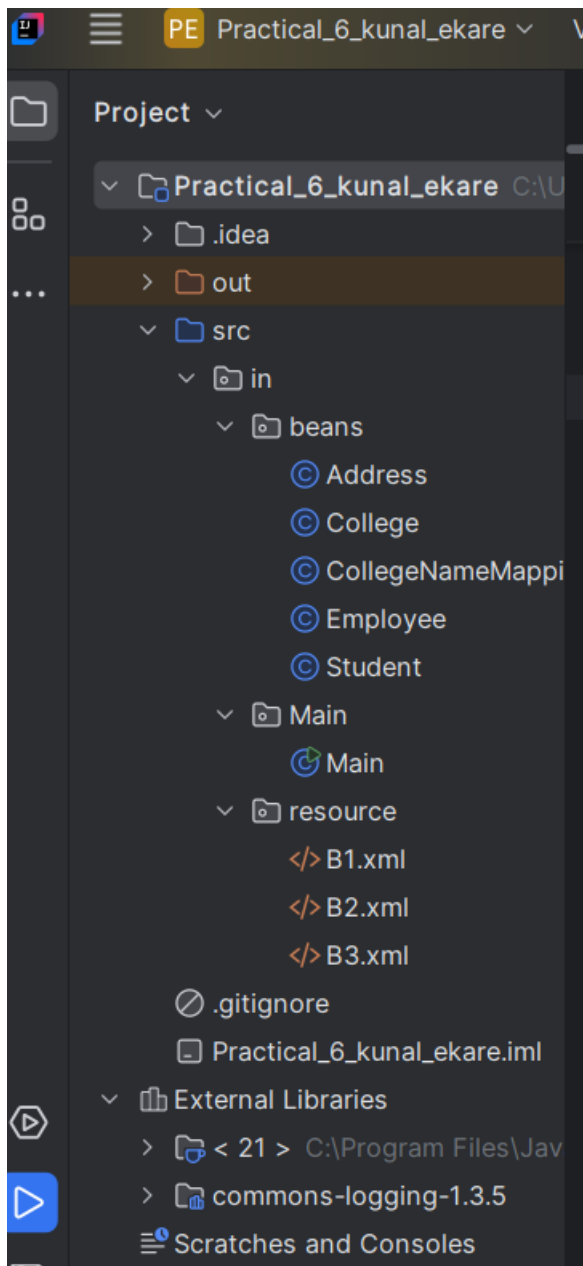 PE Practical_6_kunal_ekare
Project
Practical_6_kunal_ekare C:\U
.idea
out
src
in
beans
Address
College
CollegeNameMappi
Employee
Student
Main
Main
resource
B1.xml
B2.xml
B3.xml
.gitignore
Practical_6_kunal_ekare.iml
External Libraries
< 21 > C:\Program Files\Jav
commons-logging-1.3.5
Scratches and Consoles